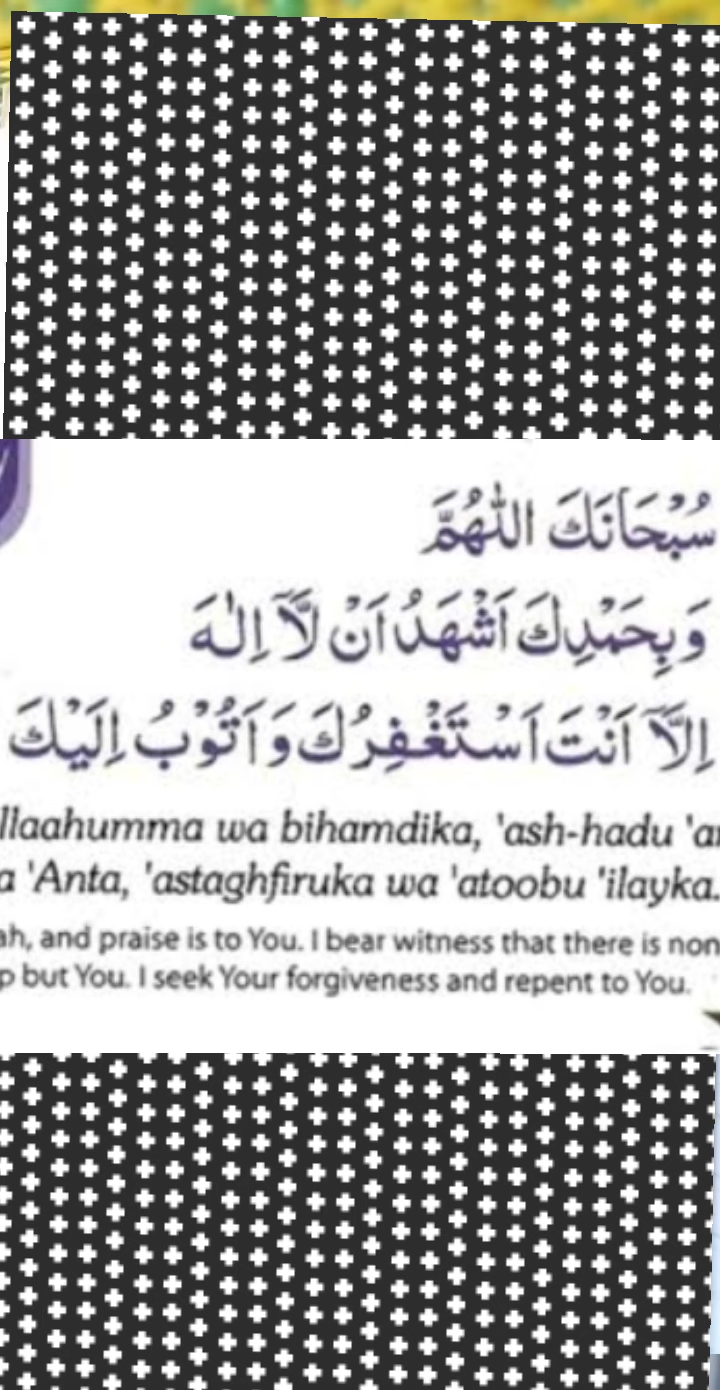 سُبْحَانَكَ اللّٰهُمَّ
وَبِحَمْدِكَ اَشْهَدُ اَنْ لَّآ اِلٰهَ
اِلَّآ اَنْتَ اَسْتَغْفِرُكَ وَاَتُوْبُ اِلَيْكَ
llaahumma wa bihamdika, 'ash-hadu 'a
a 'Anta, 'astaghfiruka wa 'atoobu 'ilayka.
ah, and praise is to You. I bear witness that there is non
p but You. I seek Your forgiveness and repent to You.